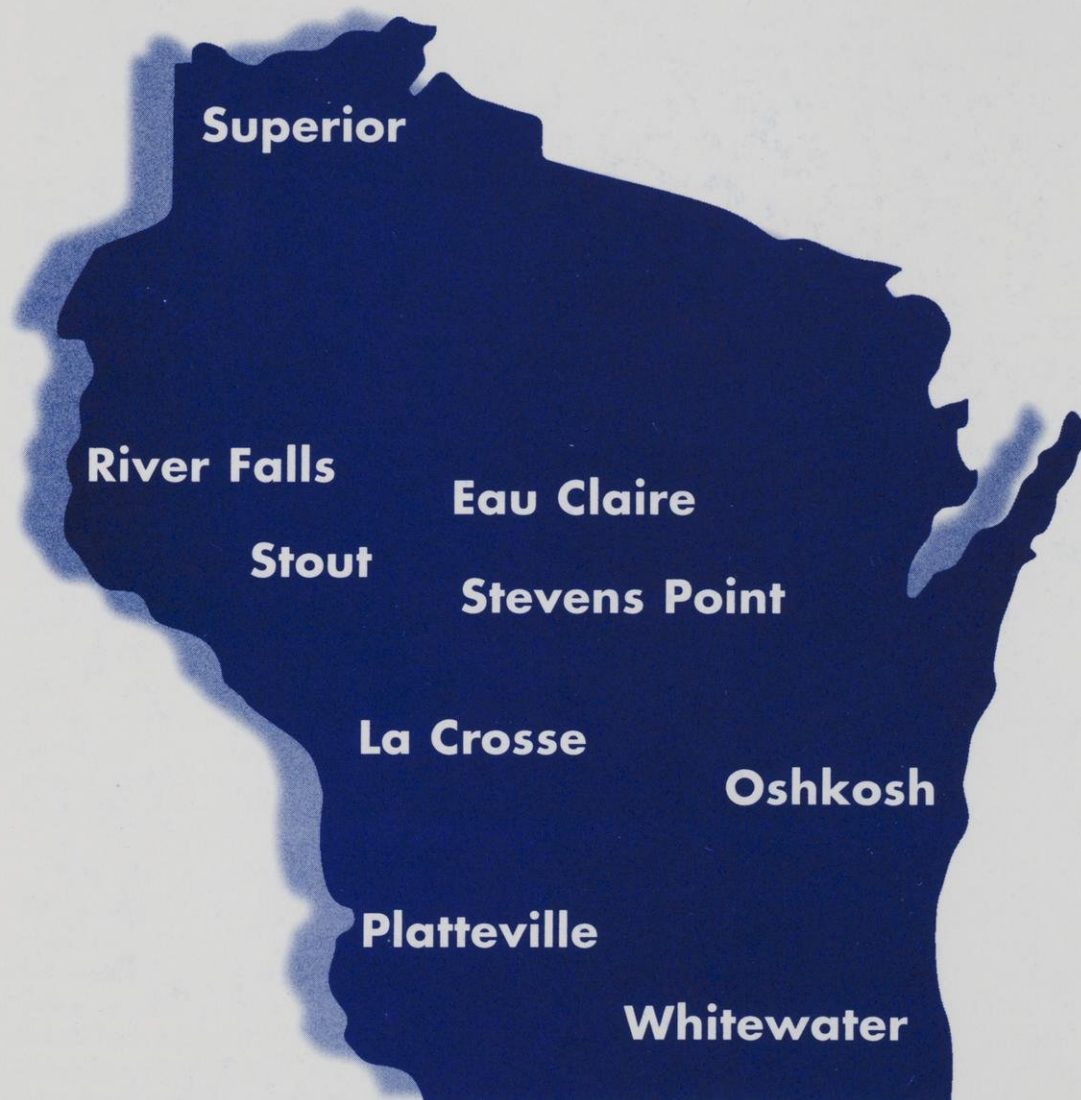 Superior
River Falls
Eau Claire
Stout
Stevens Point
La Crosse
Oshkosh
Platteville
Whitewater